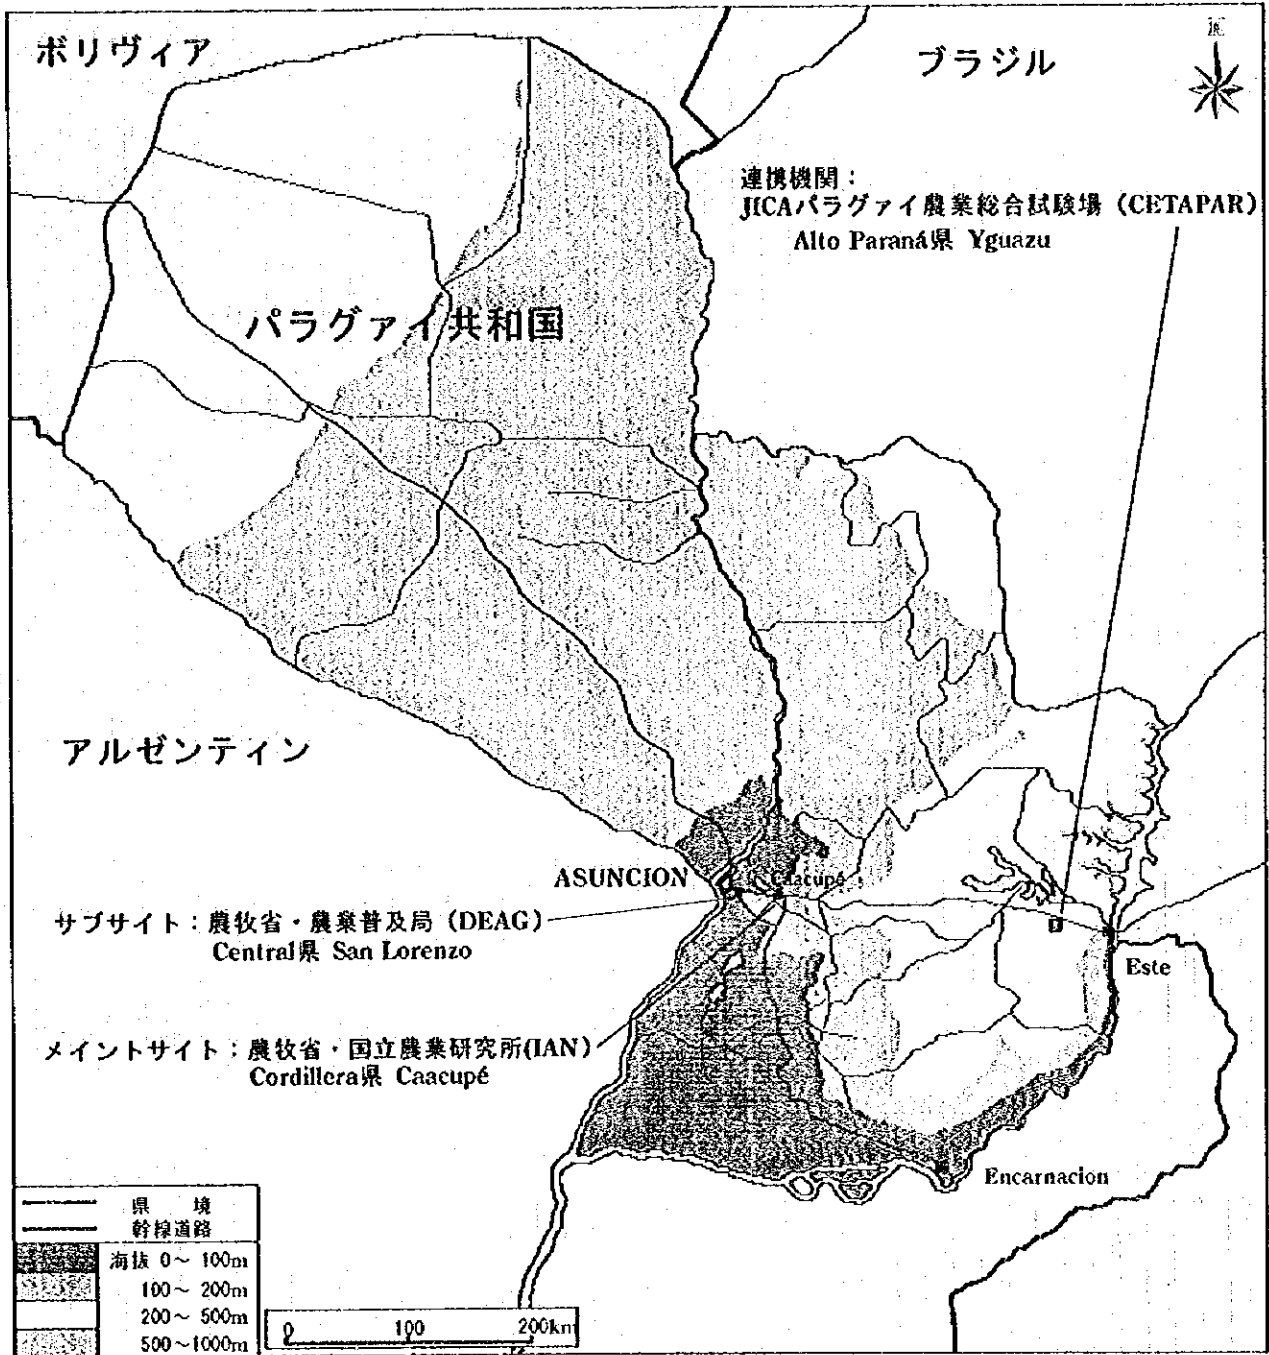 ボリヴィア
ブラジル
北
連携機関：
JICAパラグァイ農業総合試験場（CETAPAR）
Alto Paraná県 Yguazu
パラグァイ共和国
アルゼンティン
ASUNCION
Caacupé
サブサイト：農牧省・農業普及局（DEAG）
Central県 San Lorenzo
Este
メイントサイト：農牧省・国立農業研究所(IAN)
Cordillera県 Caacupé
Encarnacion
県 境
幹線道路
海抜 0～ 100m
100～ 200m
200～ 500m
500～1000m
0 100 200km